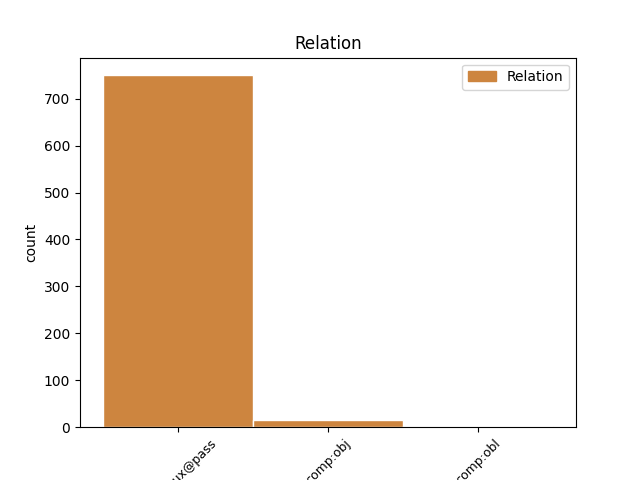 Relation
Relation
count
700
600
500
400
300
200
100
0
ux@pass
comp:obj
comp:obl